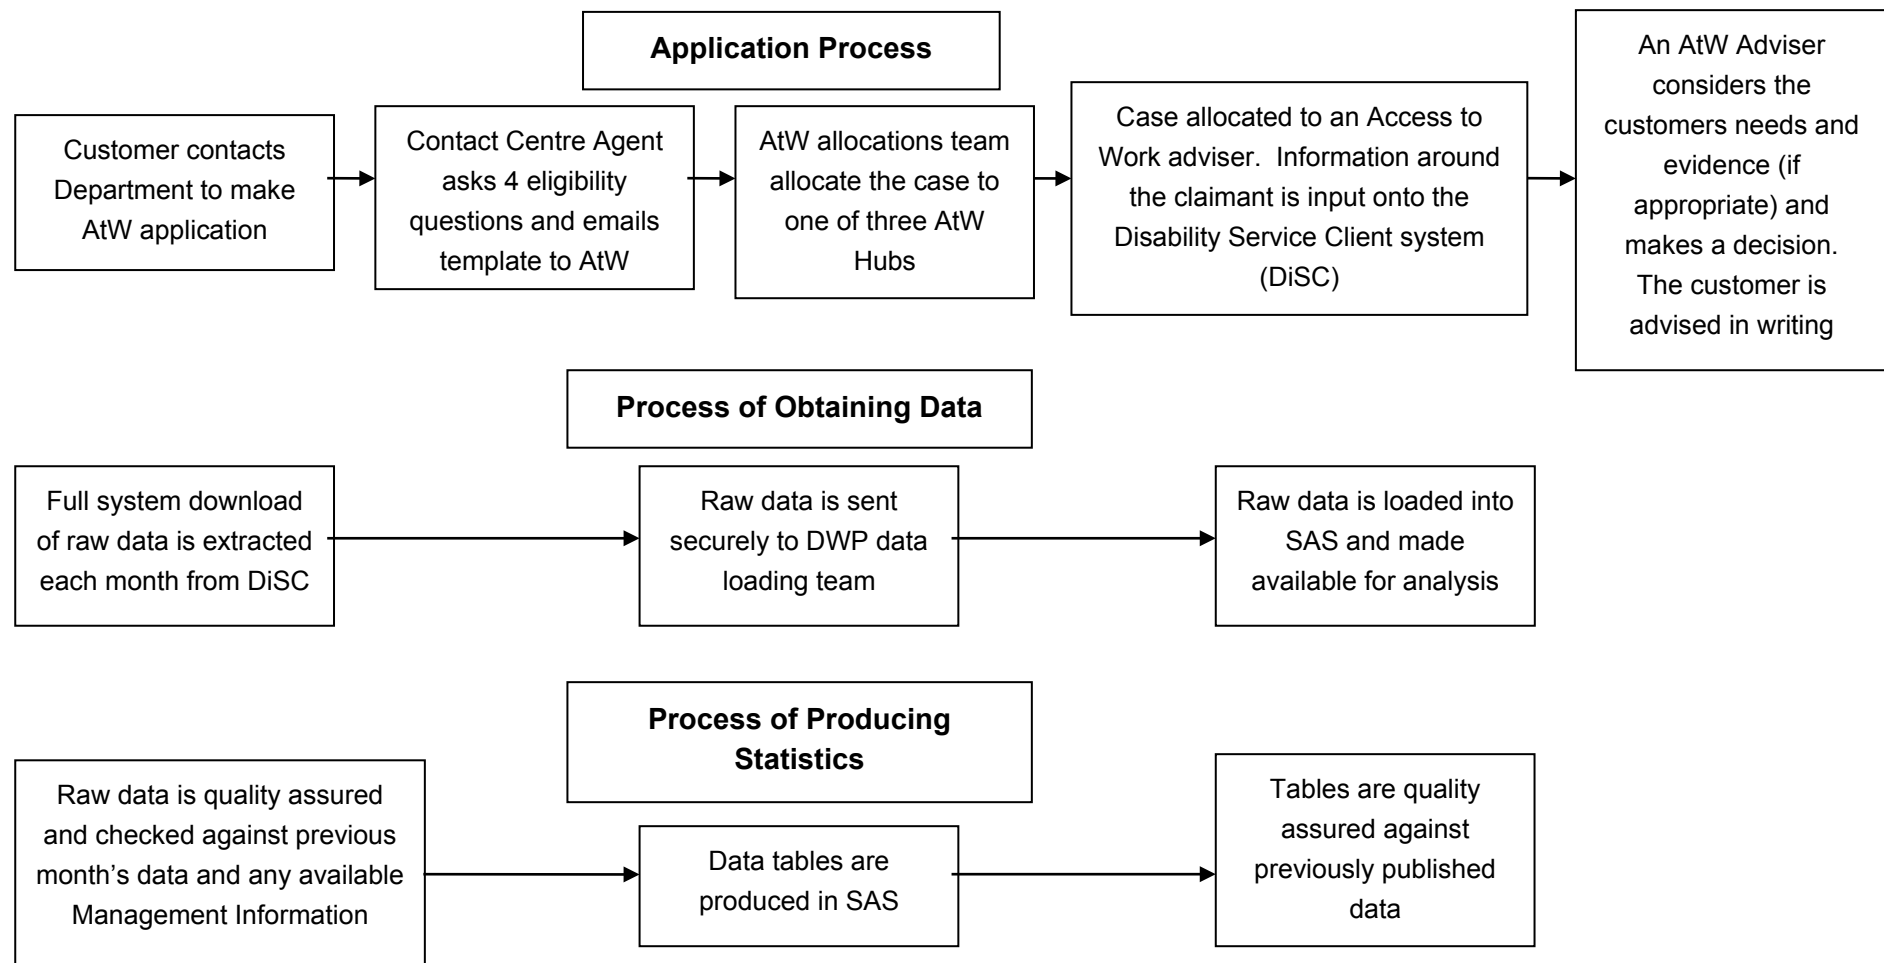 Application Process
Customer contacts
Department to make
AtW application
Contact Centre Agent
asks 4 eligibility
questions and emails
template to AtW
AtW allocations team
allocate the case to
one of three AtW
Hubs
Case allocated to an Access to
Work adviser.  Information around
the claimant is input onto the
Disability Service Client system
(DiSC)
An AtW Adviser
considers the
customers needs and
evidence (if
appropriate) and
makes a decision.
The customer is
advised in writing
Process of Obtaining Data
Full system download
of raw data is extracted
each month from DiSC
Raw data is sent
securely to DWP data
loading team
Raw data is loaded into
SAS and made
available for analysis
Process of Producing
Statistics
Raw data is quality assured
and checked against previous
month’s data and any available
Management Information
Data tables are
produced in SAS
Tables are quality
assured against
previously published
data